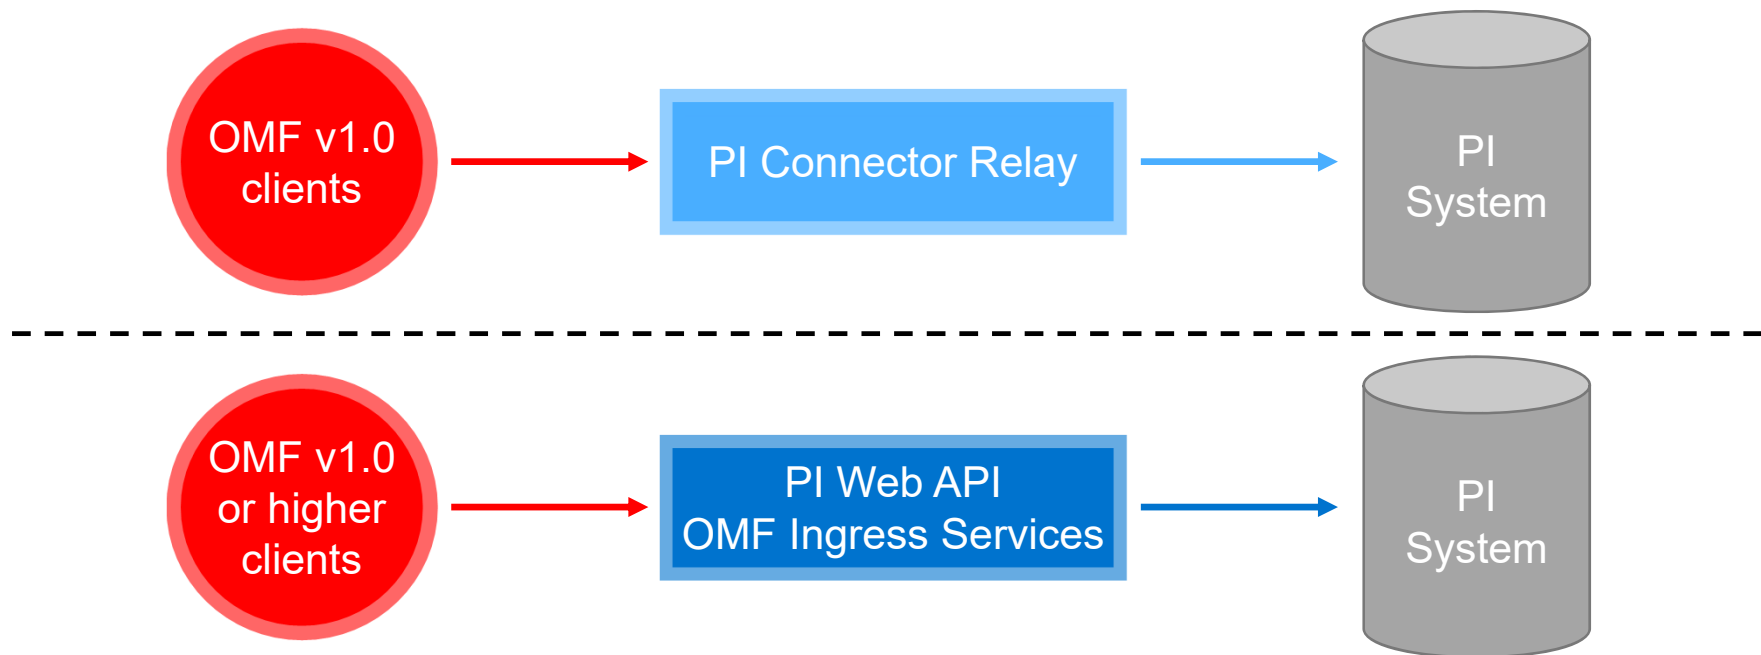 OMF v1.0
clients
PI Connector Relay
PI
System
OMF v1.0
or higher
clients
PI Web API
OMF Ingress Services
PI
System